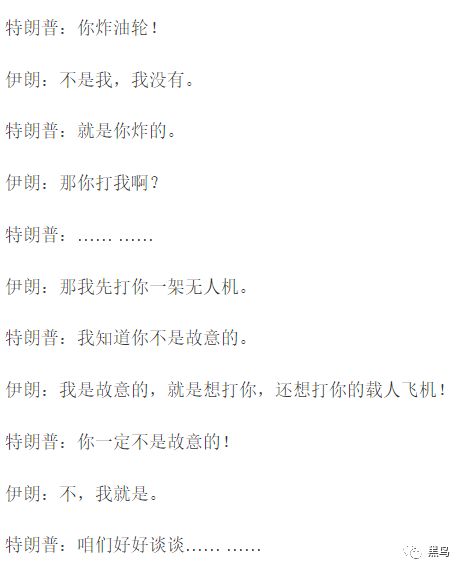 特朗普：你炸油轮！
伊朗：不是我，我没有。
特朗普：就是你炸的。
伊朗：那你打我啊？
特朗普：…… ……
伊朗：那我先打你一架无人机。
特朗普：我知道你不是故意的。
伊朗：我是故意的，就是想打你，还想打你的载人飞机！
特朗普：你一定不是故意的！
伊朗：不，我就是。
特朗普：咱们好好谈谈…… ……
黑鸟